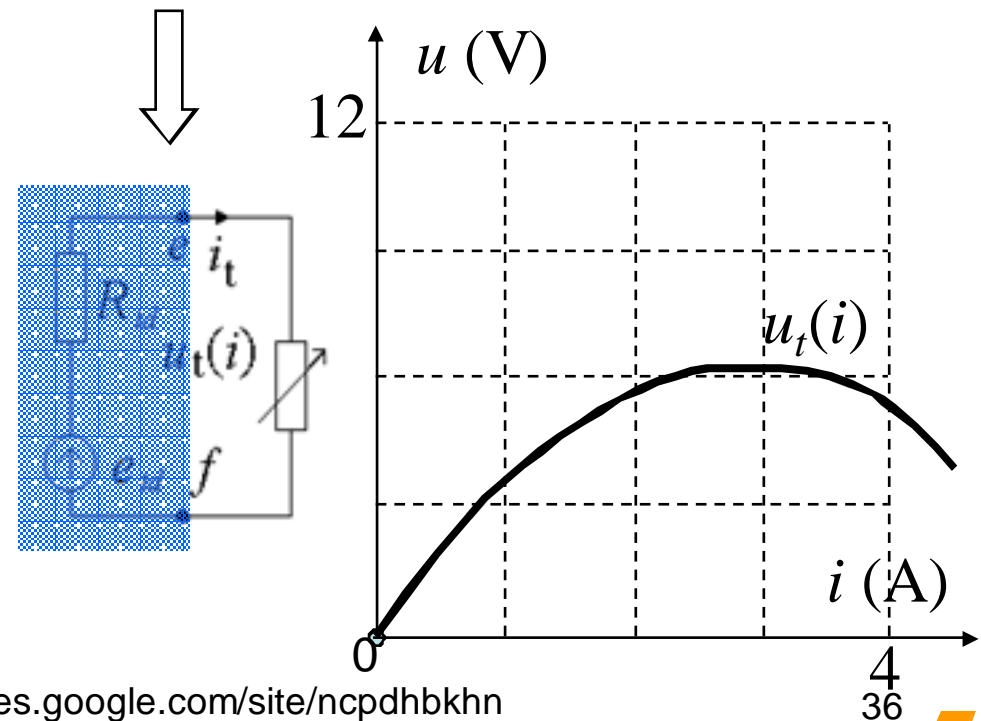 u (V)
12
e
i_t
R_td
u_t(i)
u_t(i)
e_td
f
i (A)
0
4
es.google.com/site/ncpdhbkhn
36